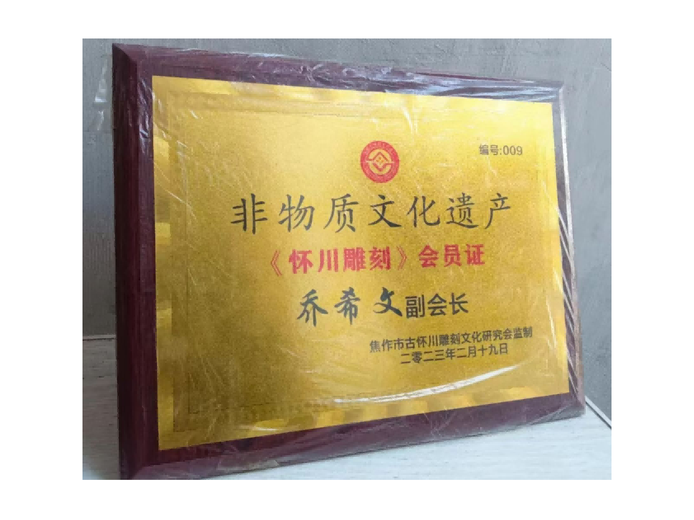 编号:009
非物质文化遗产
《怀川雕刻》会员证
乔希文副会长
焦作市古怀川雕刻文化研究会监制
二零二三年二月十九日